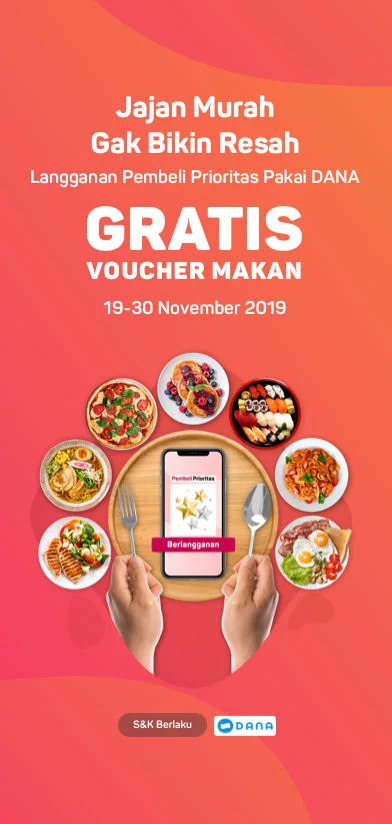 Jajan Murah
Gak Bikin Resah
Langganan Pembeli Prioritas Pakai DANA
GRATIS
VOUCHER MAKAN
19-30 November 2019
Pembeli Prioritas
Berlangganan
S&K Berlaku
DANA